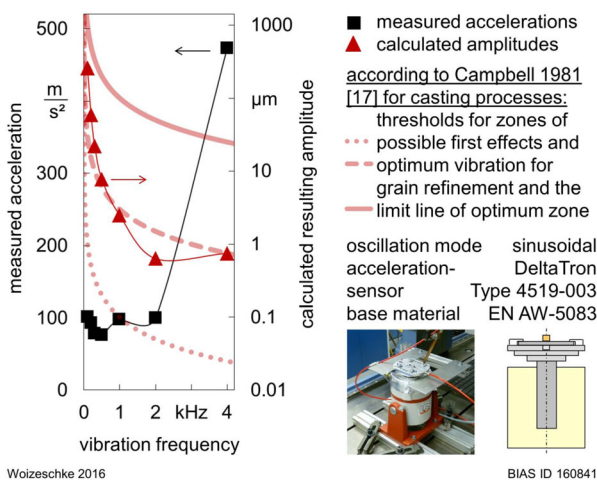 500
m
s²
300
200
100
0
measured acceleration
1000
µm
10
1
0.1
0.01
calculated resulting amplitude
0 1 2 kHz 4
vibration frequency
measured accelerations
calculated amplitudes
according to Campbell 1981
[17] for casting processes:
thresholds for zones of
possible first effects and
optimum vibration for
grain refinement and the
limit line of optimum zone
oscillation mode sinusoidal
acceleration- DeltaTron
sensor Type 4519-003
base material EN AW-5083
Woizeschke 2016
BIAS ID 160841